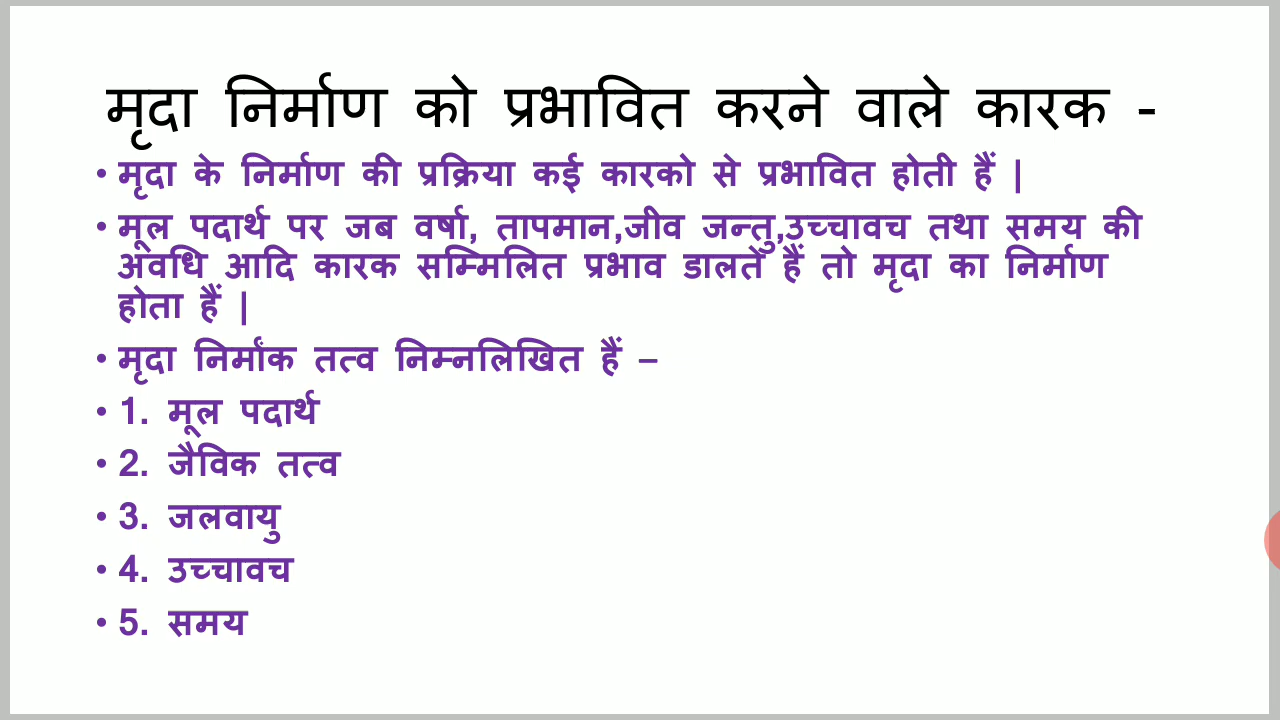 मृदा निर्माण को प्रभावित करने वाले कारक -
• मृदा के निर्माण की प्रक्रिया कई कारको से प्रभावित होती हैं |
• मूल पदार्थ पर जब वर्षा, तापमान,जीव जन्तु,उच्चावच तथा समय की
अवधि आदि कारक सम्मिलित प्रभाव डालते हैं तो मृदा का निर्माण
होता हैं |
• मृदा निर्मांक तत्व निम्नलिखित हैं –
• 1. मूल पदार्थ
• 2. जैविक तत्व
• 3. जलवायु
• 4. उच्चावच
• 5. समय